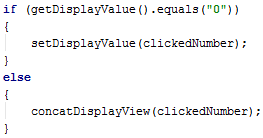 if (getDisplayValue().equals("0"))
{
    setDisplayValue(clickedNumber);
}
else
{
    concatDisplayView(clickedNumber);
}